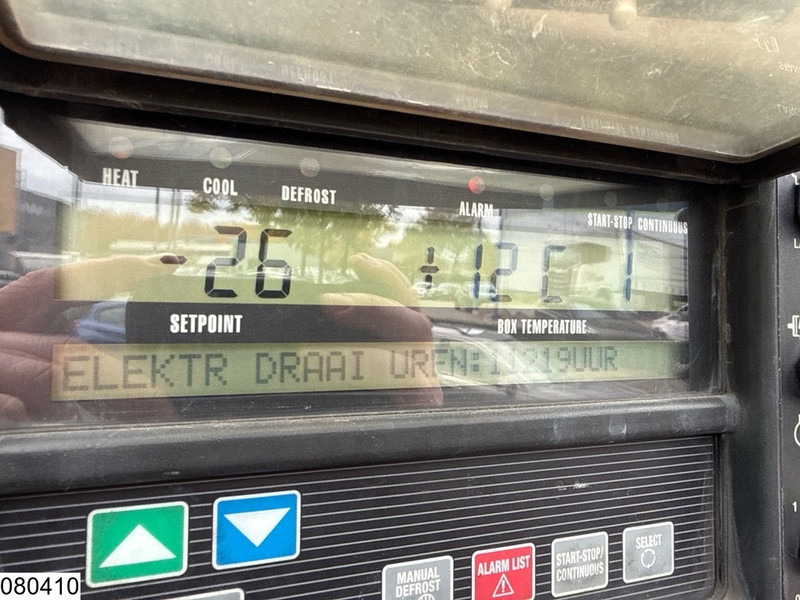 HEAT COOL DEFROST ALARM START-STOP CONTINUOUS
-26 +12 C
SETPOINT BOX TEMPERATURE
ELEKTR DRAAI UREN:
MANUAL DEFROST
ALARM LIST
START-STOP/ CONTINUOUS
SELECT
080410